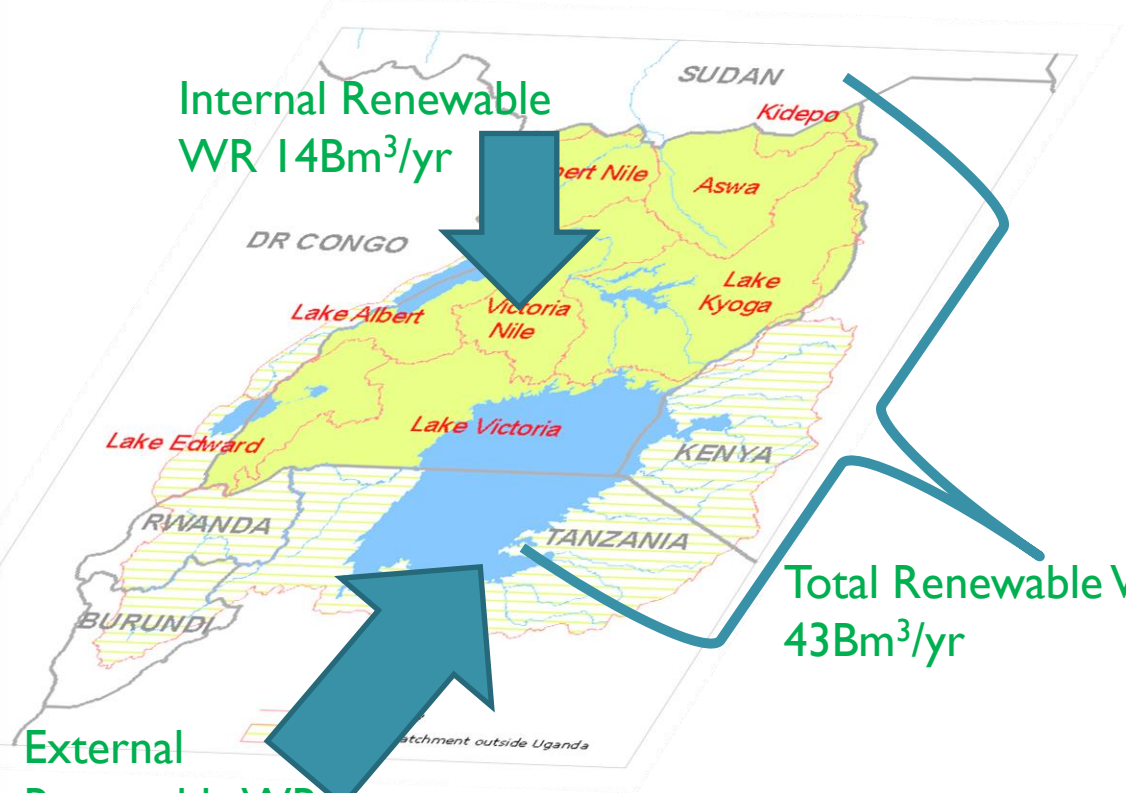 SUDAN
Internal Renewable
WR 14Bm³/yr
Kidepo
Nile
Aswa
DR CONGO
Lake
Kyoga
Lake Albert
Victoria
Nile
Lake Victoria
Lake Edward
KENYA
RWANDA
TANZANIA
Total Renewable
43Bm³/yr
BURUNDI
outside Uganda
External